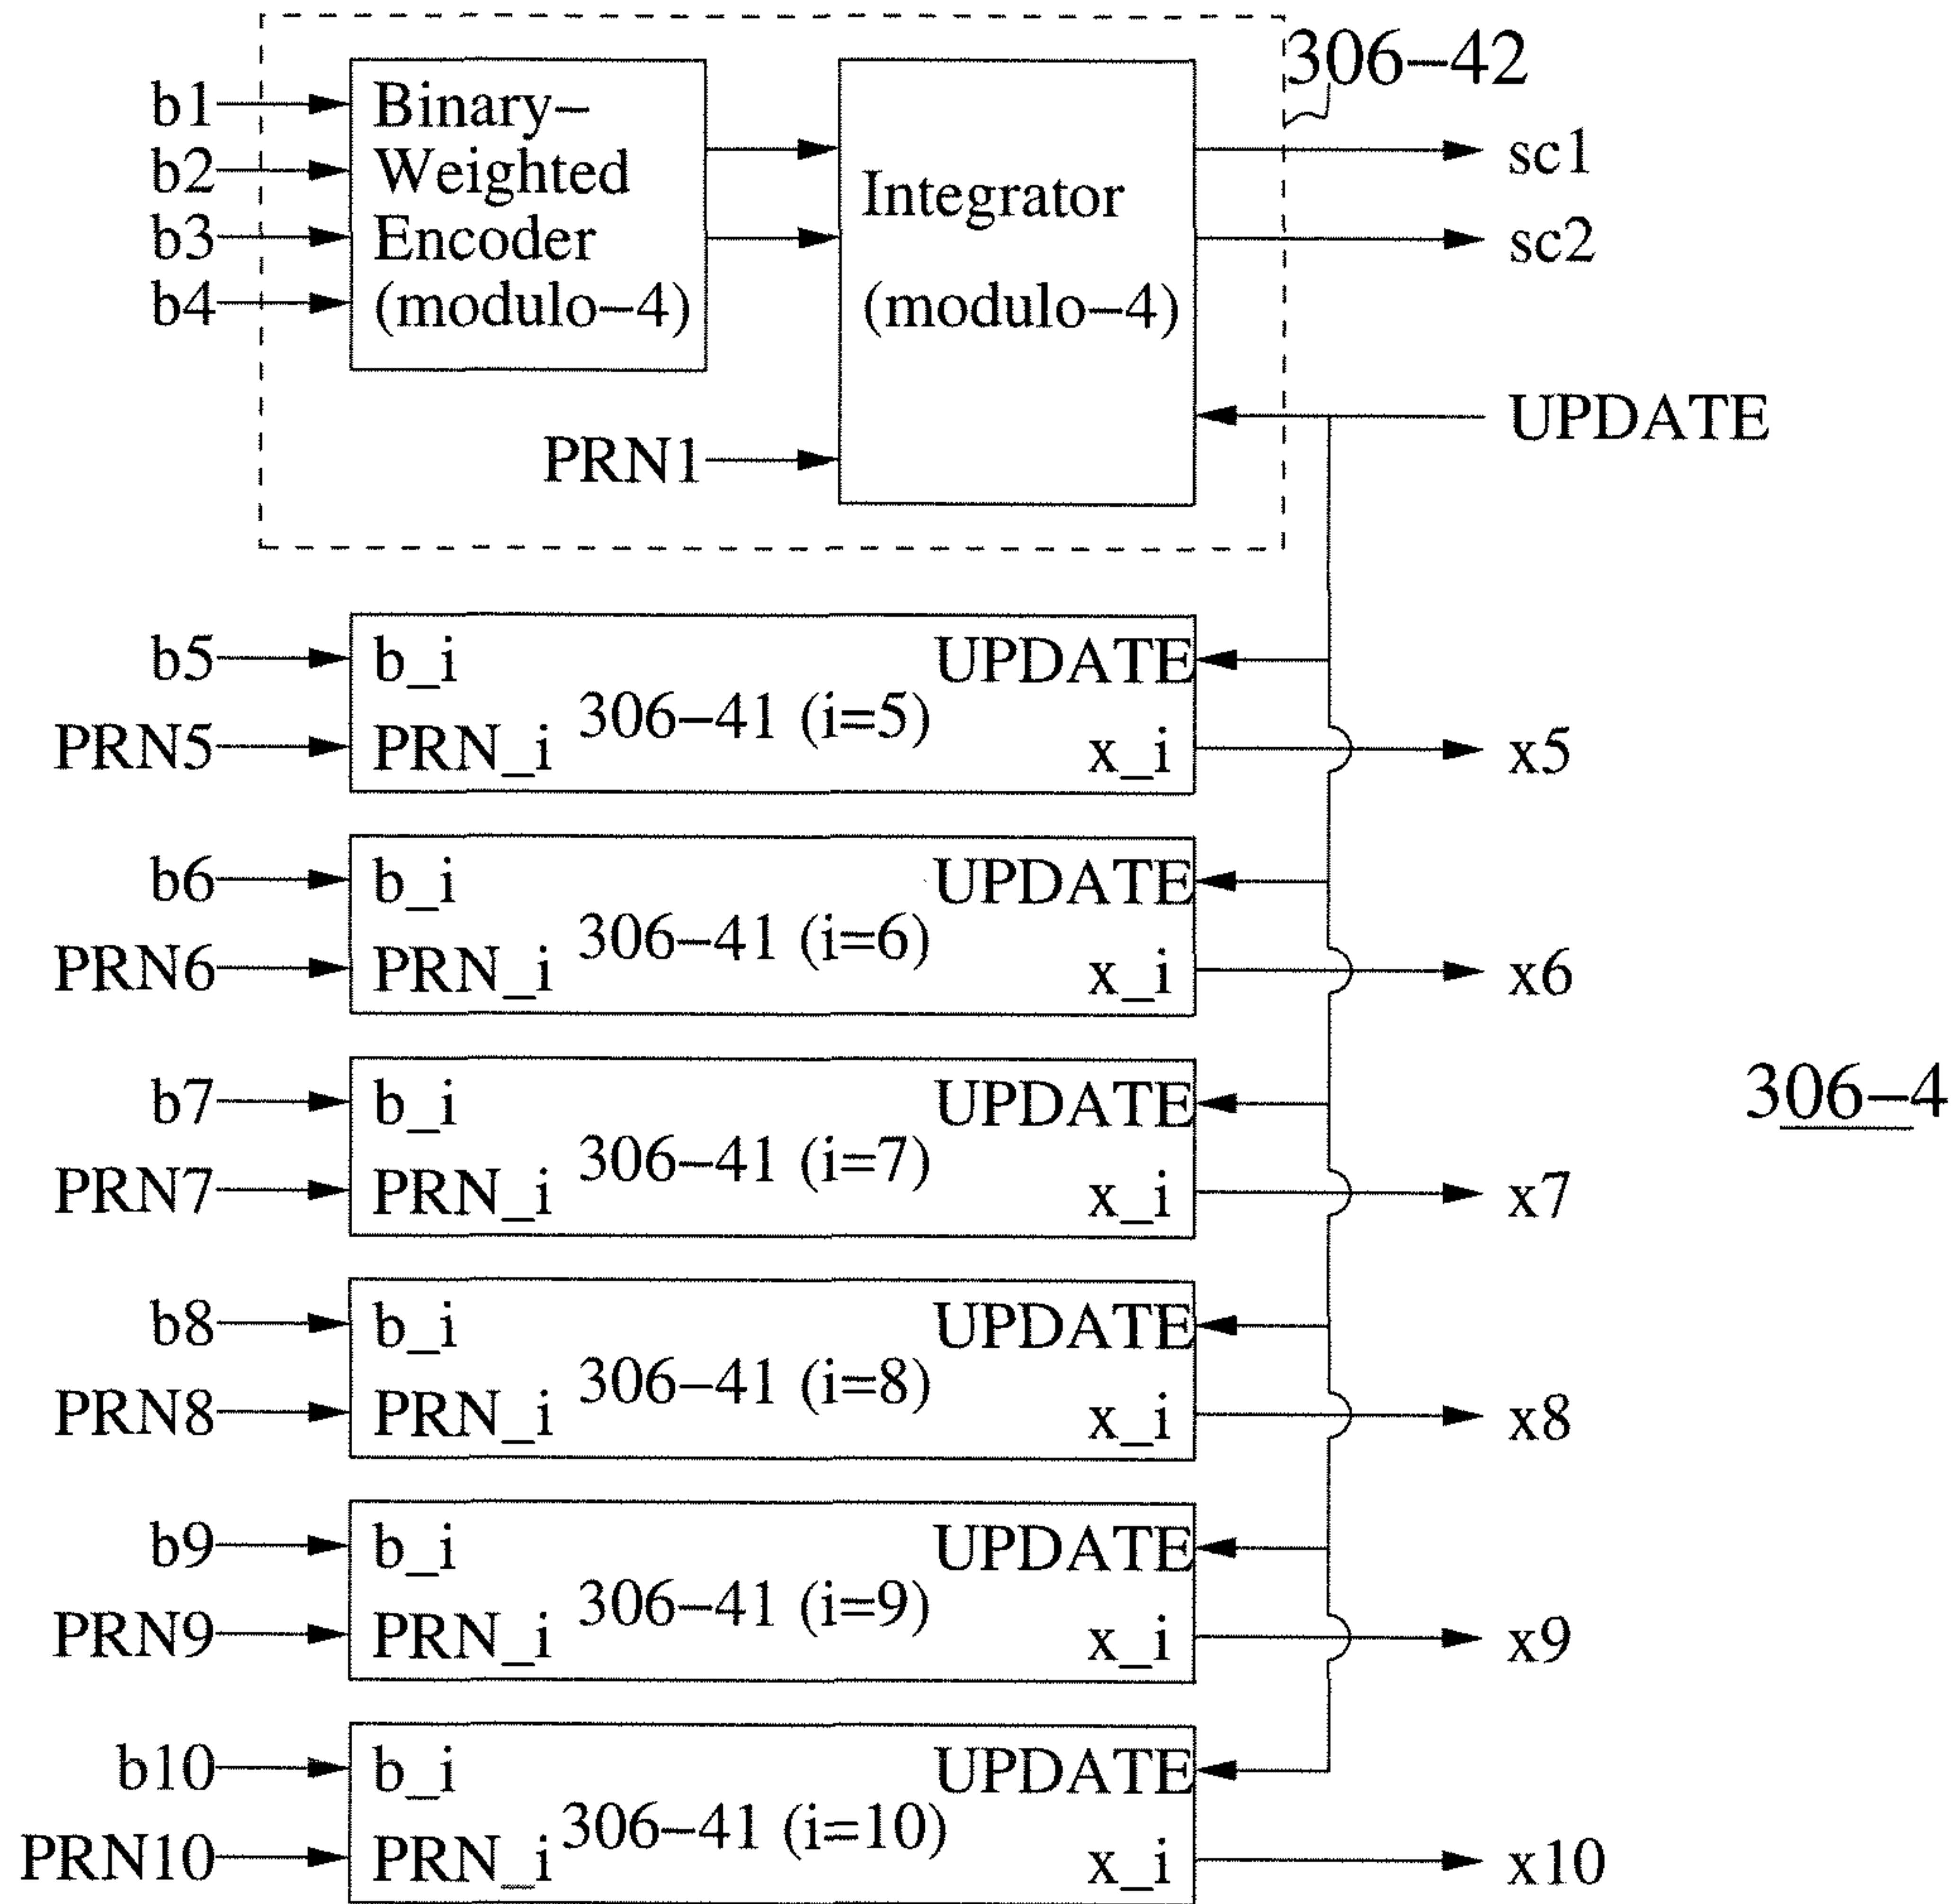 306–42
b1
b2
b3
b4
Binary–
Weighted
Encoder
(modulo–4)
Integrator
(modulo–4)
sc1
sc2
UPDATE
PRN1
b5
PRN5
b_i
PRN_i
306–41 (i=5)
UPDATE
x_i
x5
b6
PRN6
b_i
PRN_i
306–41 (i=6)
UPDATE
x_i
x6
306–4
b7
PRN7
b_i
PRN_i
306–41 (i=7)
UPDATE
x_i
x7
b8
PRN8
b_i
PRN_i
306–41 (i=8)
UPDATE
x_i
x8
b9
PRN9
b_i
PRN_i
306–41 (i=9)
UPDATE
x_i
x9
b10
PRN10
b_i
PRN_i
306–41 (i=10)
UPDATE
x_i
x10